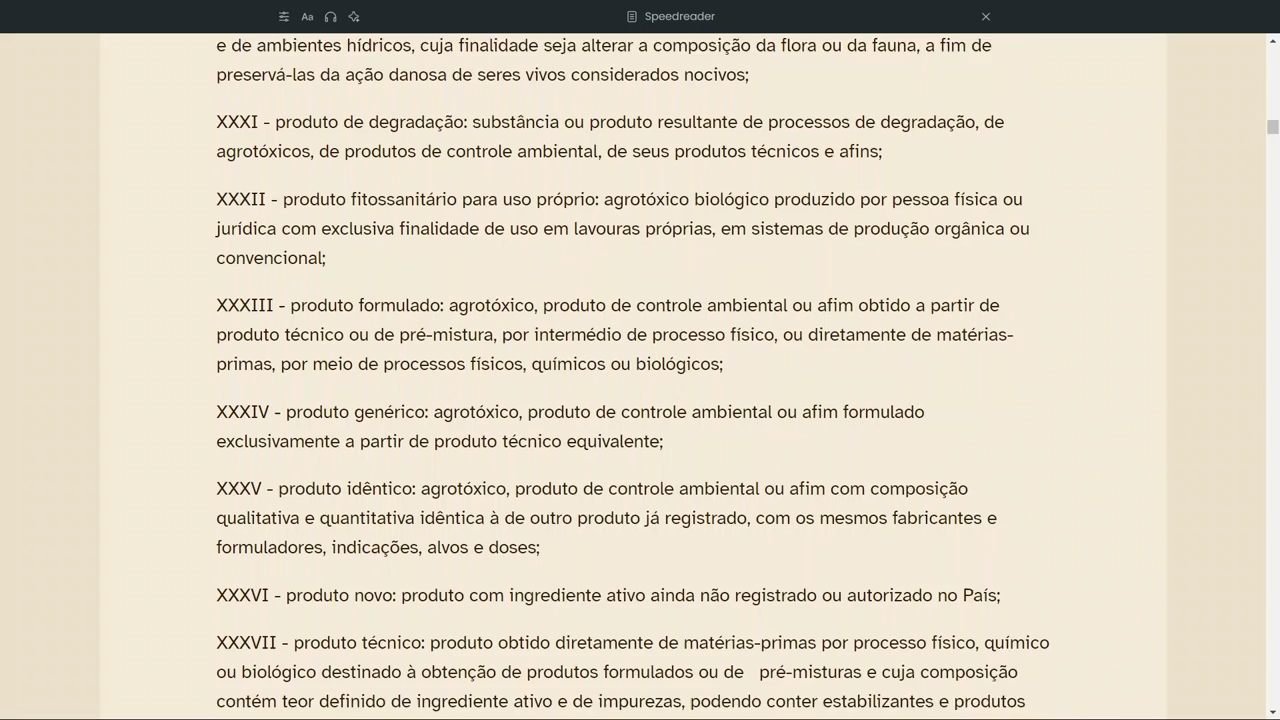 Aa
Speedreader
e de ambientes hídricos, cuja finalidade seja alterar a composição da flora ou da fauna, a fim de
preservá-las da ação danosa de seres vivos considerados nocivos;
XXXI - produto de degradação: substância ou produto resultante de processos de degradação, de
agrotóxicos, de produtos de controle ambiental, de seus produtos técnicos e afins;
XXXII - produto fitossanitário para uso próprio: agrotóxico biológico produzido por pessoa física ou
jurídica com exclusiva finalidade de uso em lavouras próprias, em sistemas de produção orgânica ou
convencional;
XXXIII - produto formulado: agrotóxico, produto de controle ambiental ou afim obtido a partir de
produto técnico ou de pré-mistura, por intermédio de processo físico, ou diretamente de matérias-
primas, por meio de processos físicos, químicos ou biológicos;
XXXIV - produto genérico: agrotóxico, produto de controle ambiental ou afim formulado
exclusivamente a partir de produto técnico equivalente;
XXXV - produto idêntico: agrotóxico, produto de controle ambiental ou afim com composição
qualitativa e quantitativa idêntica à de outro produto já registrado, com os mesmos fabricantes e
formuladores, indicações, alvos e doses;
XXXVI - produto novo: produto com ingrediente ativo ainda não registrado ou autorizado no País;
XXXVII - produto técnico: produto obtido diretamente de matérias-primas por processo físico, químico
ou biológico destinado à obtenção de produtos formulados ou de pré-misturas e cuja composição
contém teor definido de ingrediente ativo e de impurezas, podendo conter estabilizantes e produtos